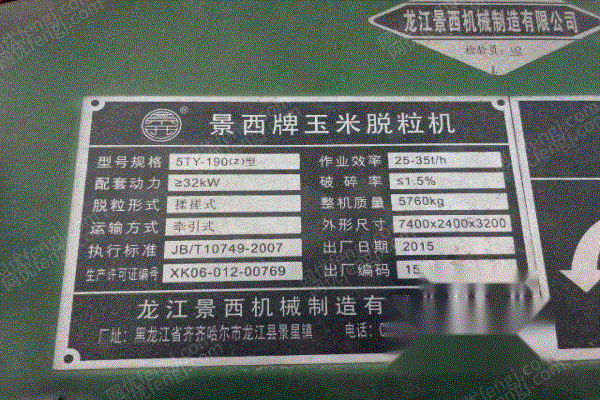 龙江景西机械制造有限公司
检验员：02
景西牌玉米脱粒机
®
型号规格 5TY-190(Z)型 作业效率 25-35t/h
配套动力 ≥32kW 破碎率 ≤1.5%
脱粒形式 揉搓式 整机质量 5760kg
运输方式 牵引式 外形尺寸 7400x2400x3200
执行标准 JB/T10749-2007 出厂日期 2015
生产许可证编号 XK06-012-00769 出厂编码 15
龙江景西机械制造有
厂址：黑龙江省齐齐哈尔市龙江县景星镇 电话：0